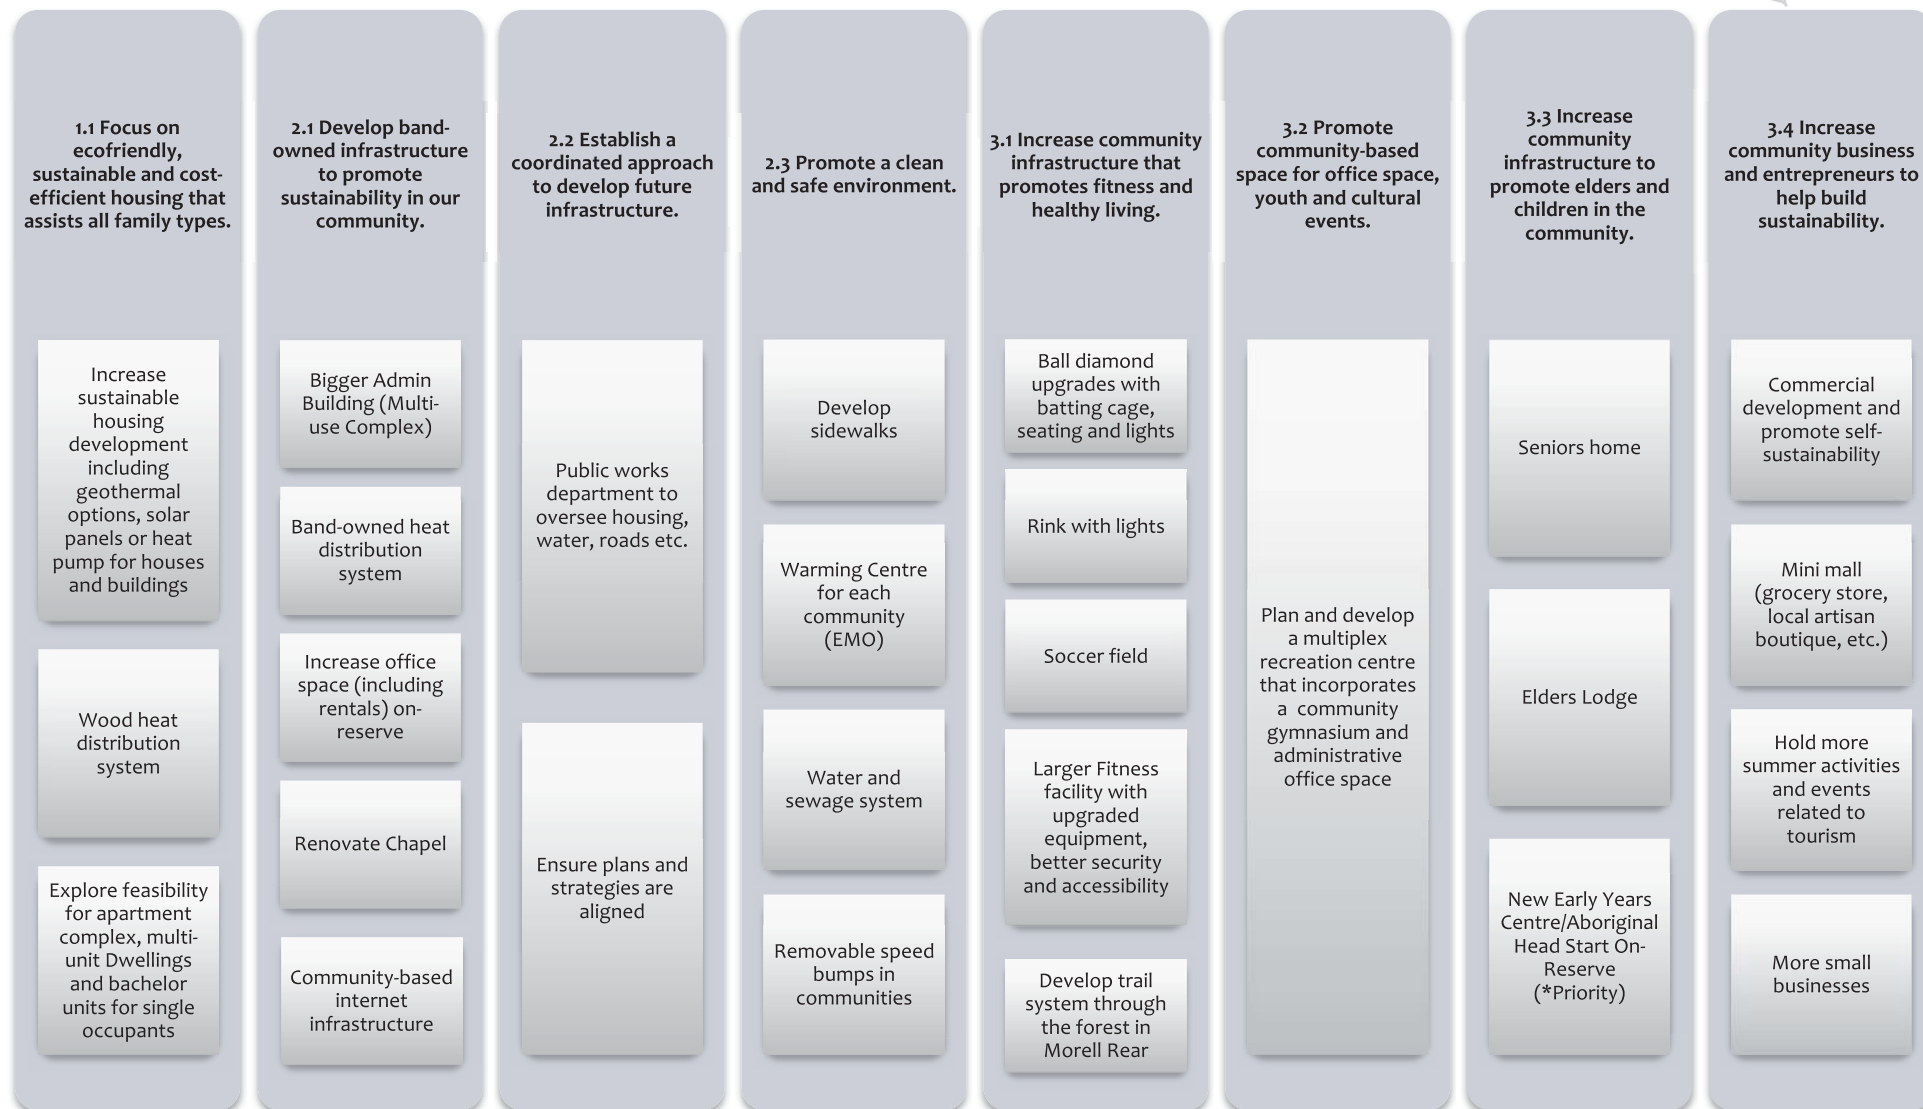 1.1 Focus on
ecofriendly,
sustainable and cost-
efficient housing that
assists all family types.
Increase
sustainable
housing
development
including
geothermal
options, solar
panels or heat
pump for houses
and buildings
Wood heat
distribution
system
Explore feasibility
for apartment
complex, multi-
unit Dwellings
and bachelor
units for single
occupants
2.1 Develop band-
owned infrastructure
to promote
sustainability in our
community.
Bigger Admin
Building (Multi-
use Complex)
Band-owned heat
distribution
system
Increase office
space (including
rentals) on-
reserve
Renovate Chapel
Community-based
internet
infrastructure
2.2 Establish a
coordinated approach
to develop future
infrastructure.
Public works
department to
oversee housing,
water, roads etc.
Ensure plans and
strategies are
aligned
2.3 Promote a clean
and safe environment.
Develop
sidewalks
Warming Centre
for each
community
(EMO)
Water and
sewage system
Removable speed
bumps in
communities
3.1 Increase community
infrastructure that
promotes fitness and
healthy living.
Ball diamond
upgrades with
batting cage,
seating and lights
Rink with lights
Soccer field
Larger Fitness
facility with
upgraded
equipment,
better security
and accessibility
Develop trail
system through
the forest in
Morell Rear
3.2 Promote
community-based
space for office space,
youth and cultural
events.
Plan and develop
a multiplex
recreation centre
that incorporates
a community
gymnasium and
administrative
office space
3.3 Increase
community
infrastructure to
promote elders and
children in the
community.
Seniors home
Elders Lodge
New Early Years
Centre/Aboriginal
Head Start On-
Reserve
(*Priority)
3.4 Increase
community business
and entrepreneurs to
help build
sustainability.
Commercial
development and
promote self-
sustainability
Mini mall
(grocery store,
local artisan
boutique, etc.)
Hold more
summer activities
and events
related to
tourism
More small
businesses